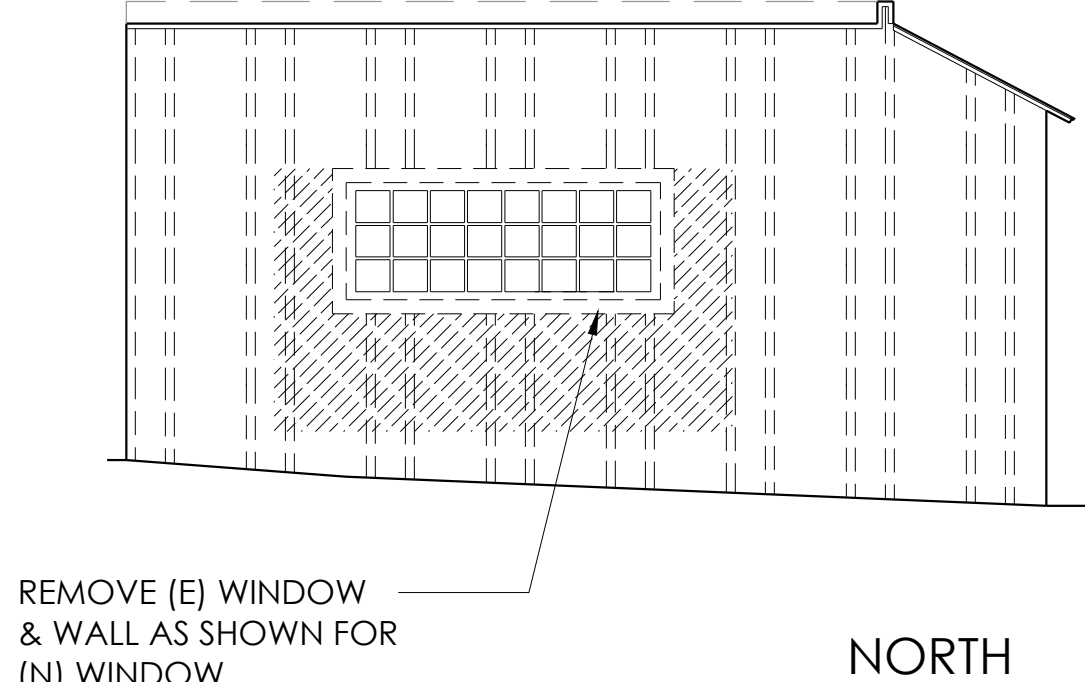 REMOVE (E) WINDOW
& WALL AS SHOWN FOR
(N) WINDOW
NORTH